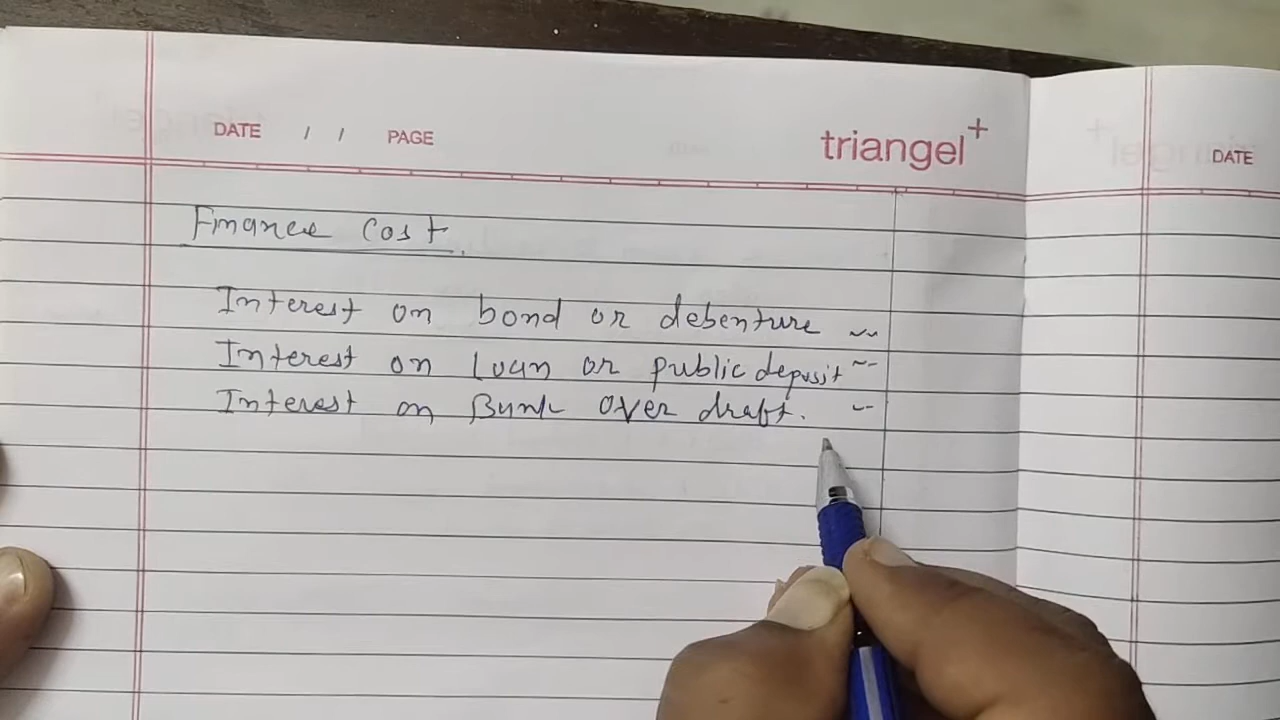 DATE / / PAGE triangel+
DATE
Finance Cost.
Interest on bond or debenture
Interest on Loan or public deposit
Interest on Bank Over draft.